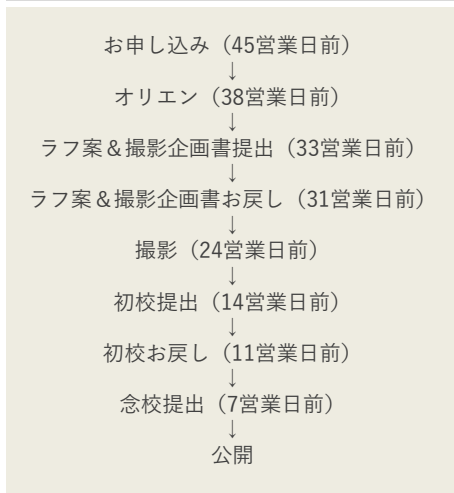 お申し込み（45営業日前）
↓
オリエン（38営業日前）
↓
ラフ案＆撮影企画書提出（33営業日前）
↓
ラフ案＆撮影企画書お戻し（31営業日前）
↓
撮影（24営業日前）
↓
初校提出（14営業日前）
↓
初校お戻し（11営業日前）
↓
念校提出（7営業日前）
↓
公開